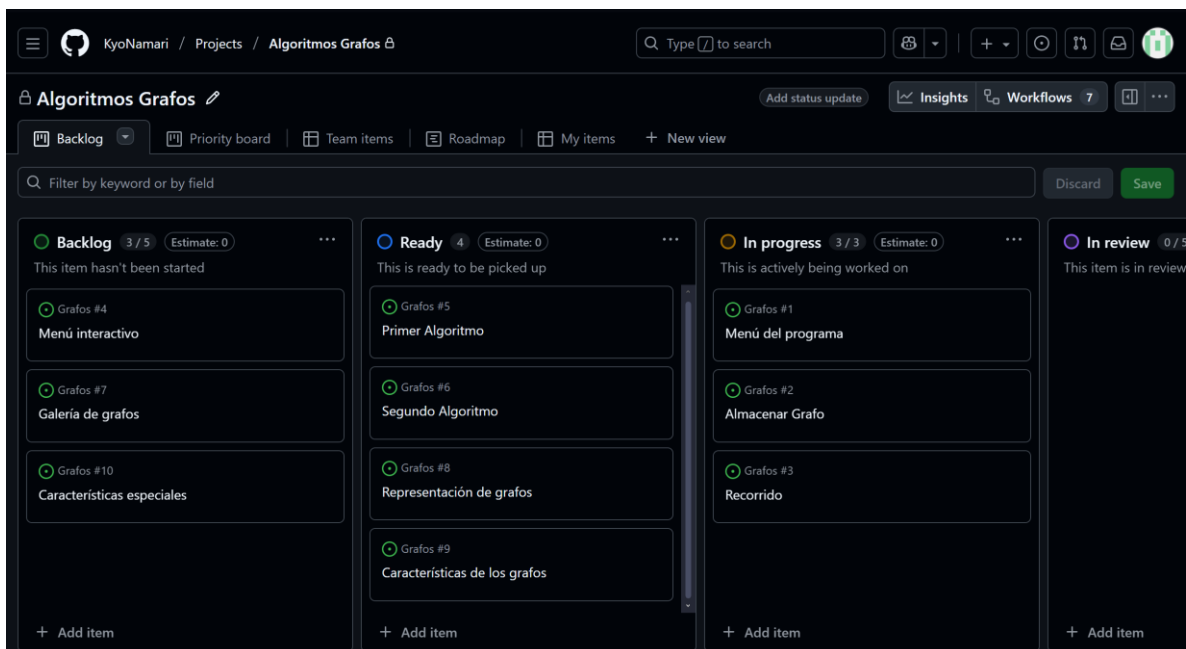 KyoNamari / Projects / Algoritmos Grafos
Type / to search
Algoritmos Grafos
Add status update
Insights
Workflows 7
Backlog
Priority board
Team items
Roadmap
My items
+ New view
Filter by keyword or by field
Discard
Save
Backlog 3 / 5 Estimate: 0
This item hasn't been started
Grafos #4
Menú interactivo
Grafos #7
Galería de grafos
Grafos #10
Características especiales
+ Add item
Ready 4 Estimate: 0
This is ready to be picked up
Grafos #5
Primer Algoritmo
Grafos #6
Segundo Algoritmo
Grafos #8
Representación de grafos
Grafos #9
Características de los grafos
+ Add item
In progress 3 / 3 Estimate: 0
This is actively being worked on
Grafos #1
Menú del programa
Grafos #2
Almacenar Grafo
Grafos #3
Recorrido
+ Add item
In review 0 / 5
This item is in review
+ Add item